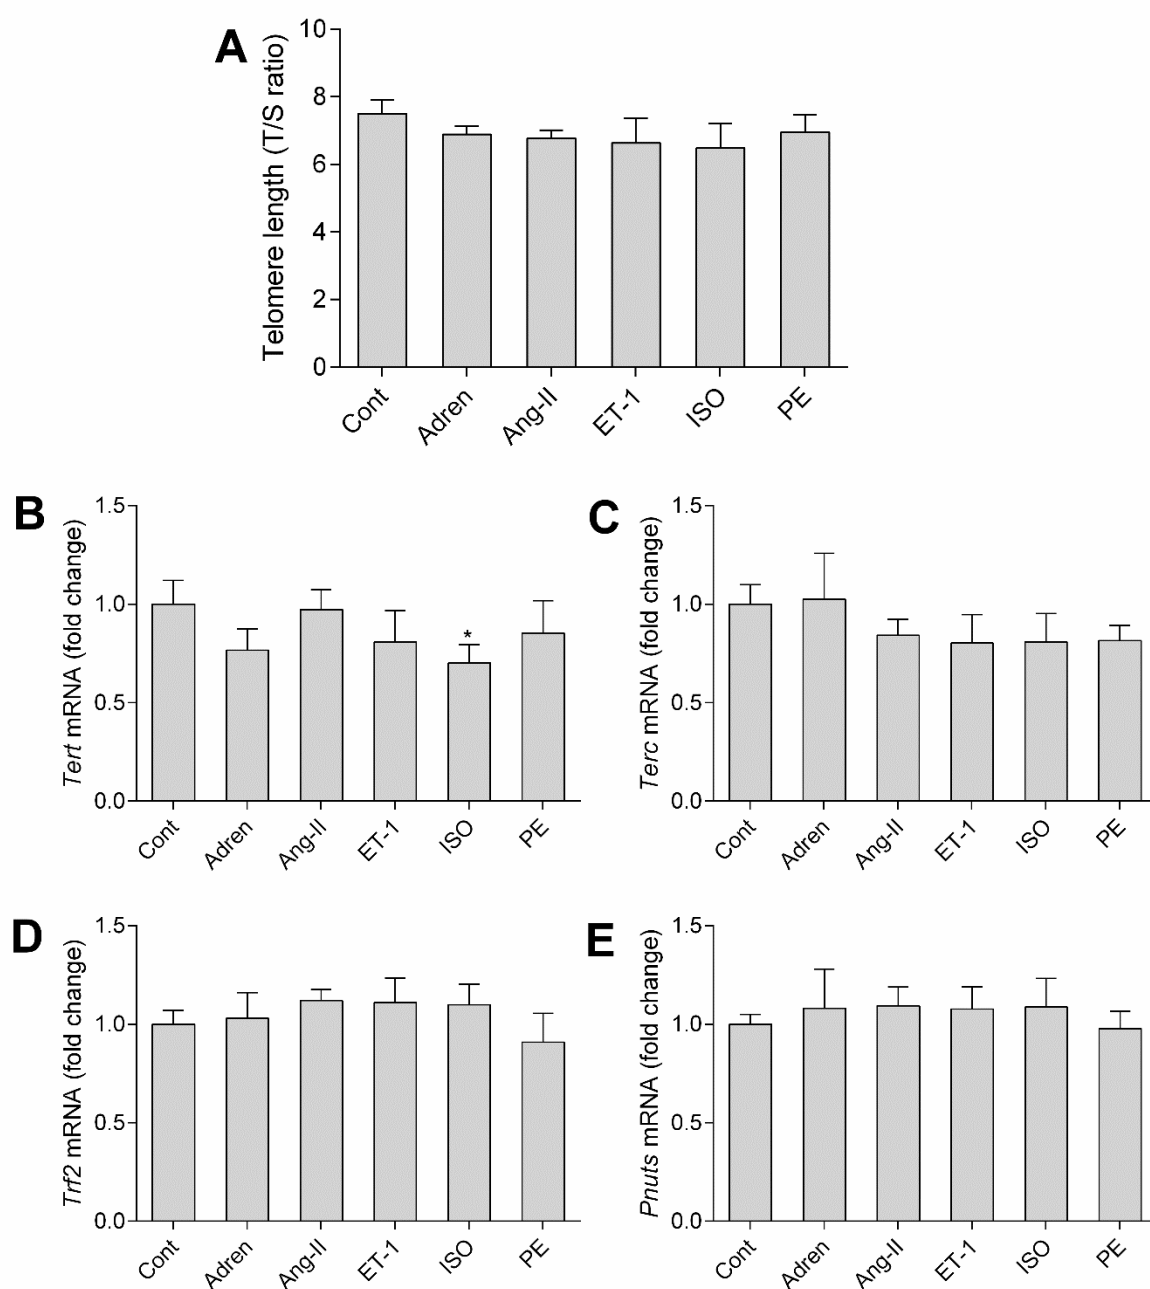 A
Telomere length (T/S ratio)
10
8
6
4
2
0
Cont Adren Ang-II ET-1 ISO PE
B
Tert mRNA (fold change)
1.5
1.0
0.5
0.0
*
Cont Adren Ang-II ET-1 ISO PE
C
Terc mRNA (fold change)
1.5
1.0
0.5
0.0
Cont Adren Ang-II ET-1 ISO PE
D
Trf2 mRNA (fold change)
1.5
1.0
0.5
0.0
Cont Adren Ang-II ET-1 ISO PE
E
Pnuts mRNA (fold change)
1.5
1.0
0.5
0.0
Cont Adren Ang-II ET-1 ISO PE